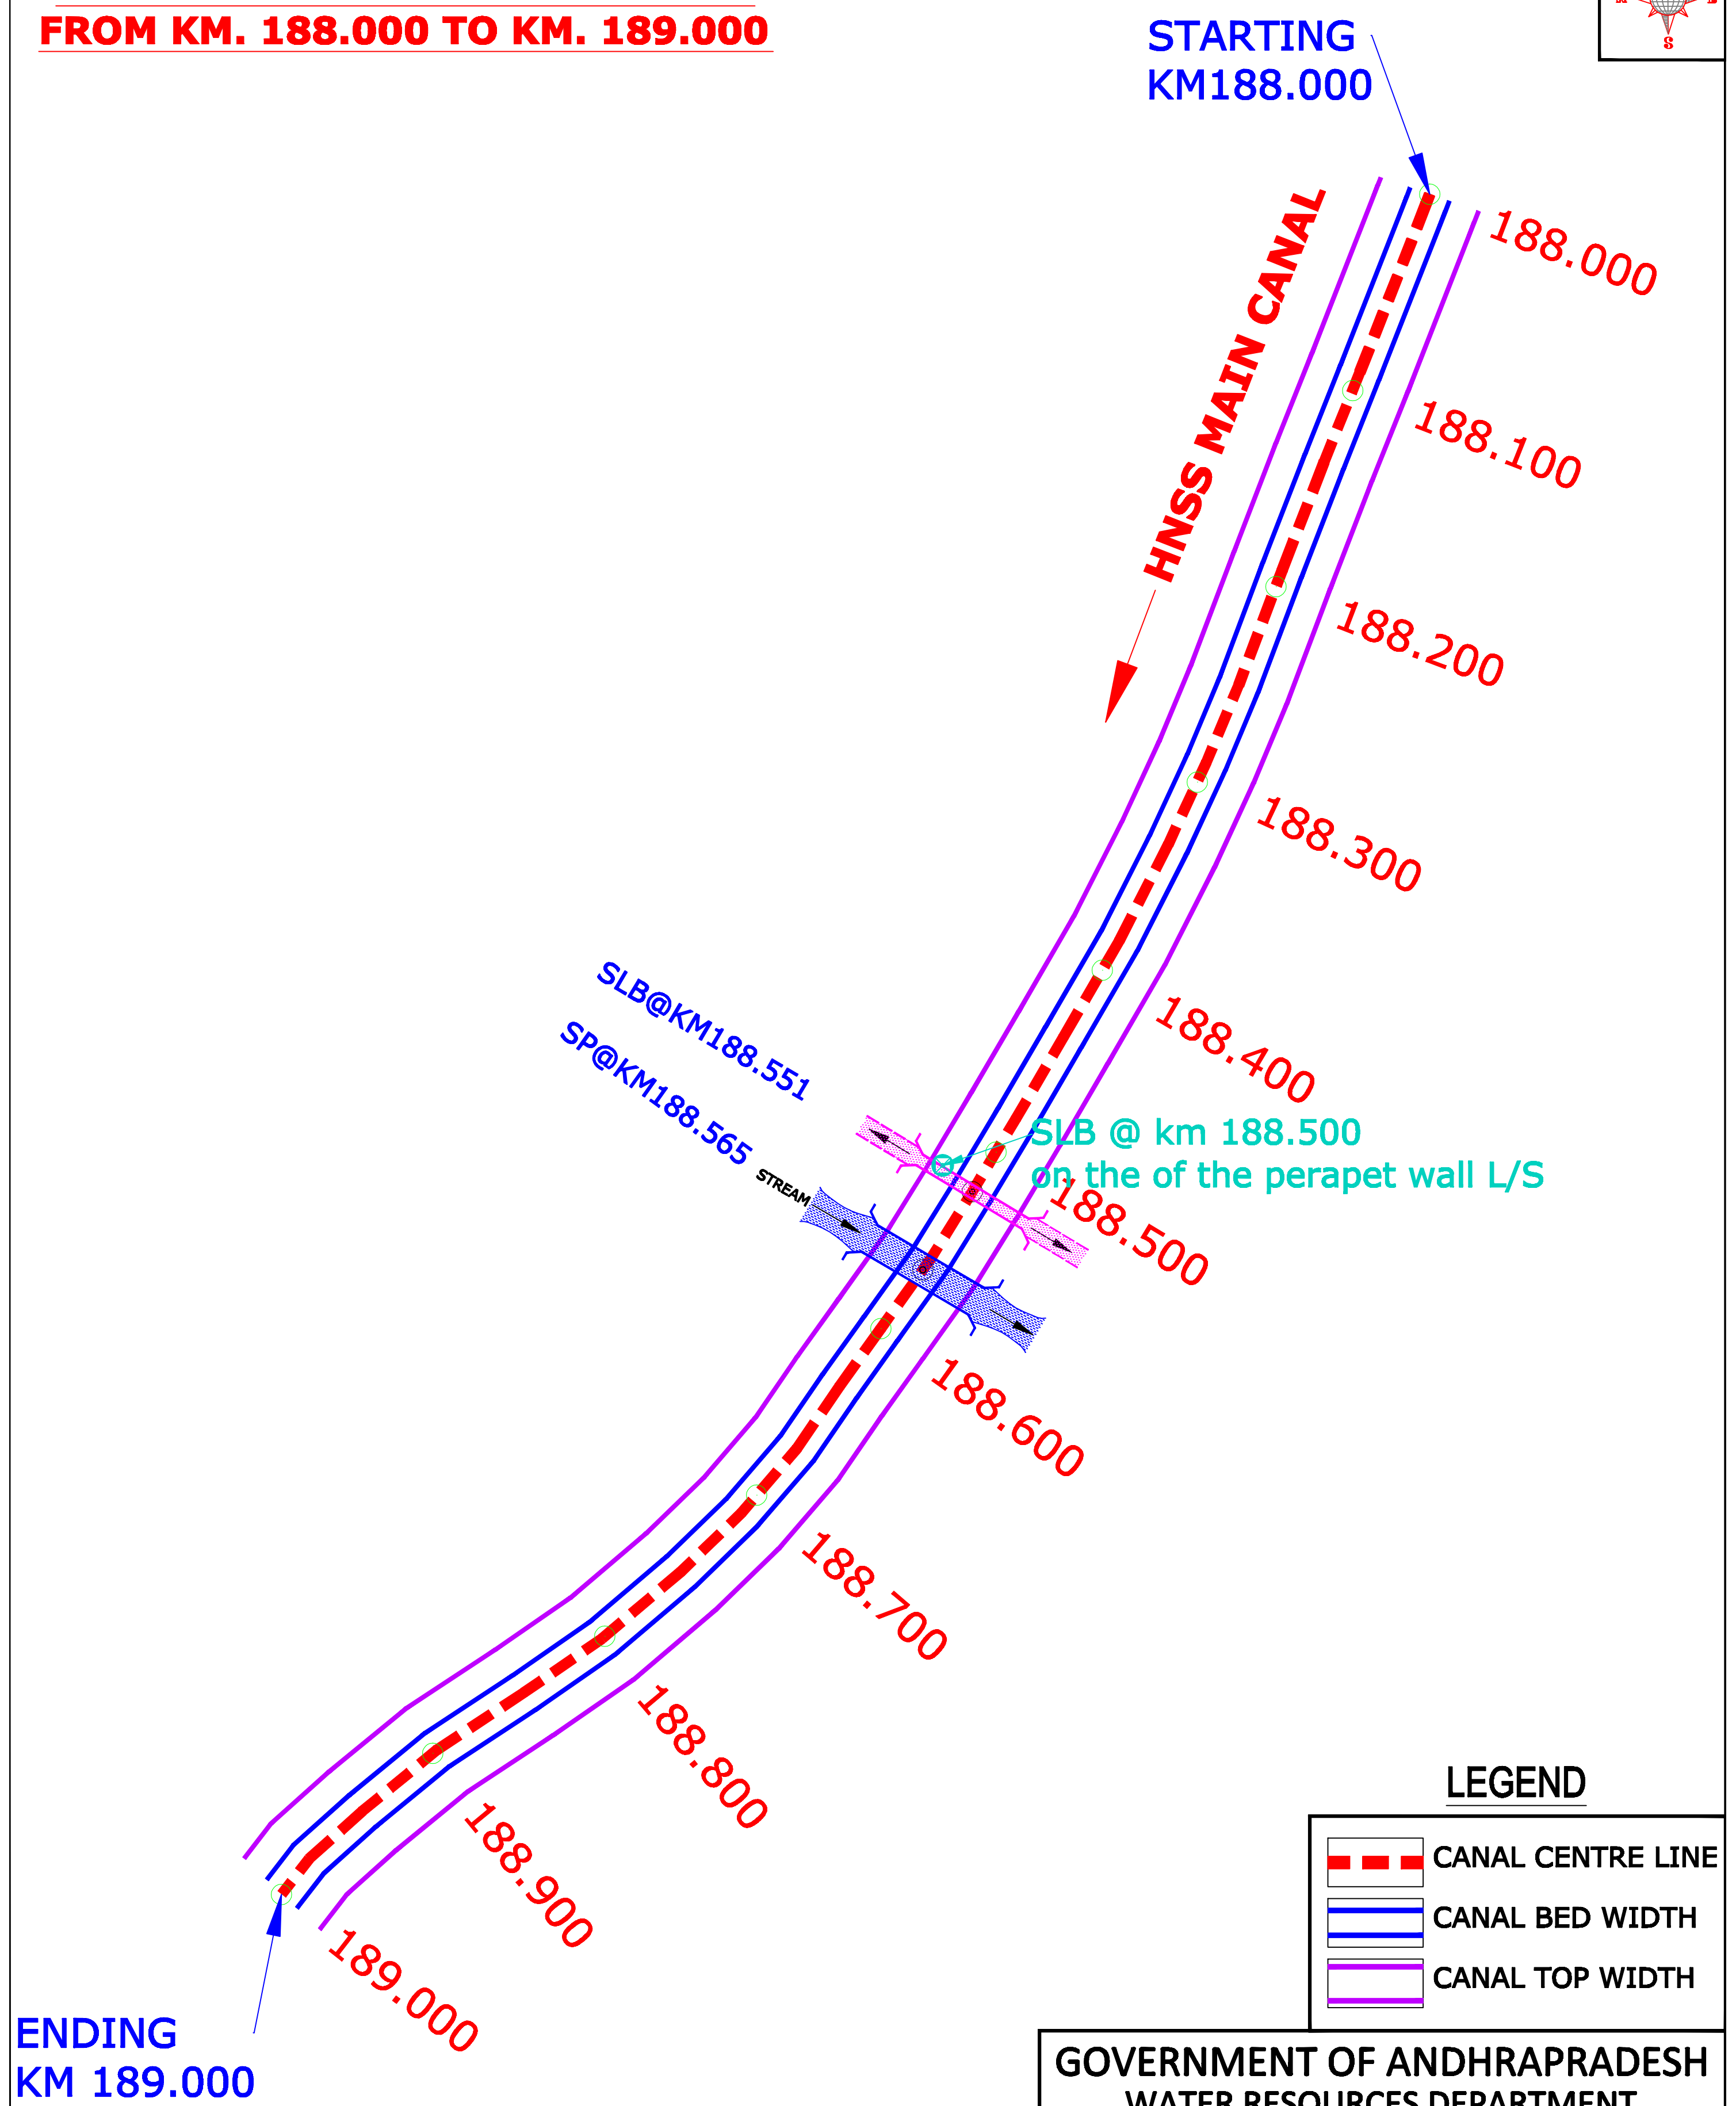 FROM KM. 188.000 TO KM. 189.000
S
STARTING
KM188.000
188.000
HNSS MAIN CANAL
188.100
188.200
188.300
188.400
SLB@KM188.551
SP@KM188.565
STREAM
SLB @ km 188.500
on the of the perapet wall L/S
188.500
188.600
188.700
188.800
188.900
189.000
ENDING
KM 189.000
LEGEND
CANAL CENTRE LINE
CANAL BED WIDTH
CANAL TOP WIDTH
GOVERNMENT OF ANDHRAPRADESH
WATER RESOURCES DEPARTMENT